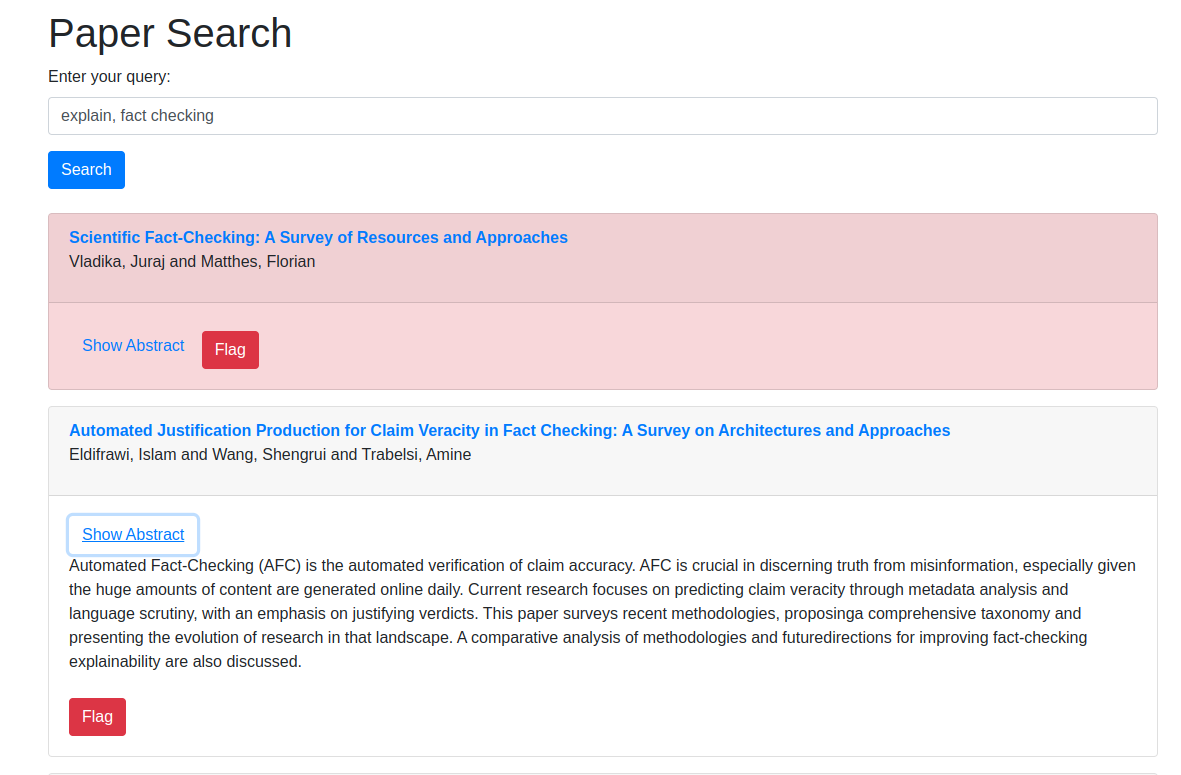 Paper Search
Enter your query:
explain, fact checking
Search
Scientific Fact-Checking: A Survey of Resources and Approaches
Vladika, Juraj and Matthes, Florian
Show Abstract
Flag
Automated Justification Production for Claim Veracity in Fact Checking: A Survey on Architectures and Approaches
Eldifrawi, Islam and Wang, Shengrui and Trabelsi, Amine
Show Abstract
Automated Fact-Checking (AFC) is the automated verification of claim accuracy. AFC is crucial in discerning truth from misinformation, especially given
the huge amounts of content are generated online daily. Current research focuses on predicting claim veracity through metadata analysis and
language scrutiny, with an emphasis on justifying verdicts. This paper surveys recent methodologies, proposinga comprehensive taxonomy and
presenting the evolution of research in that landscape. A comparative analysis of methodologies and futuredirections for improving fact-checking
explainability are also discussed.
Flag